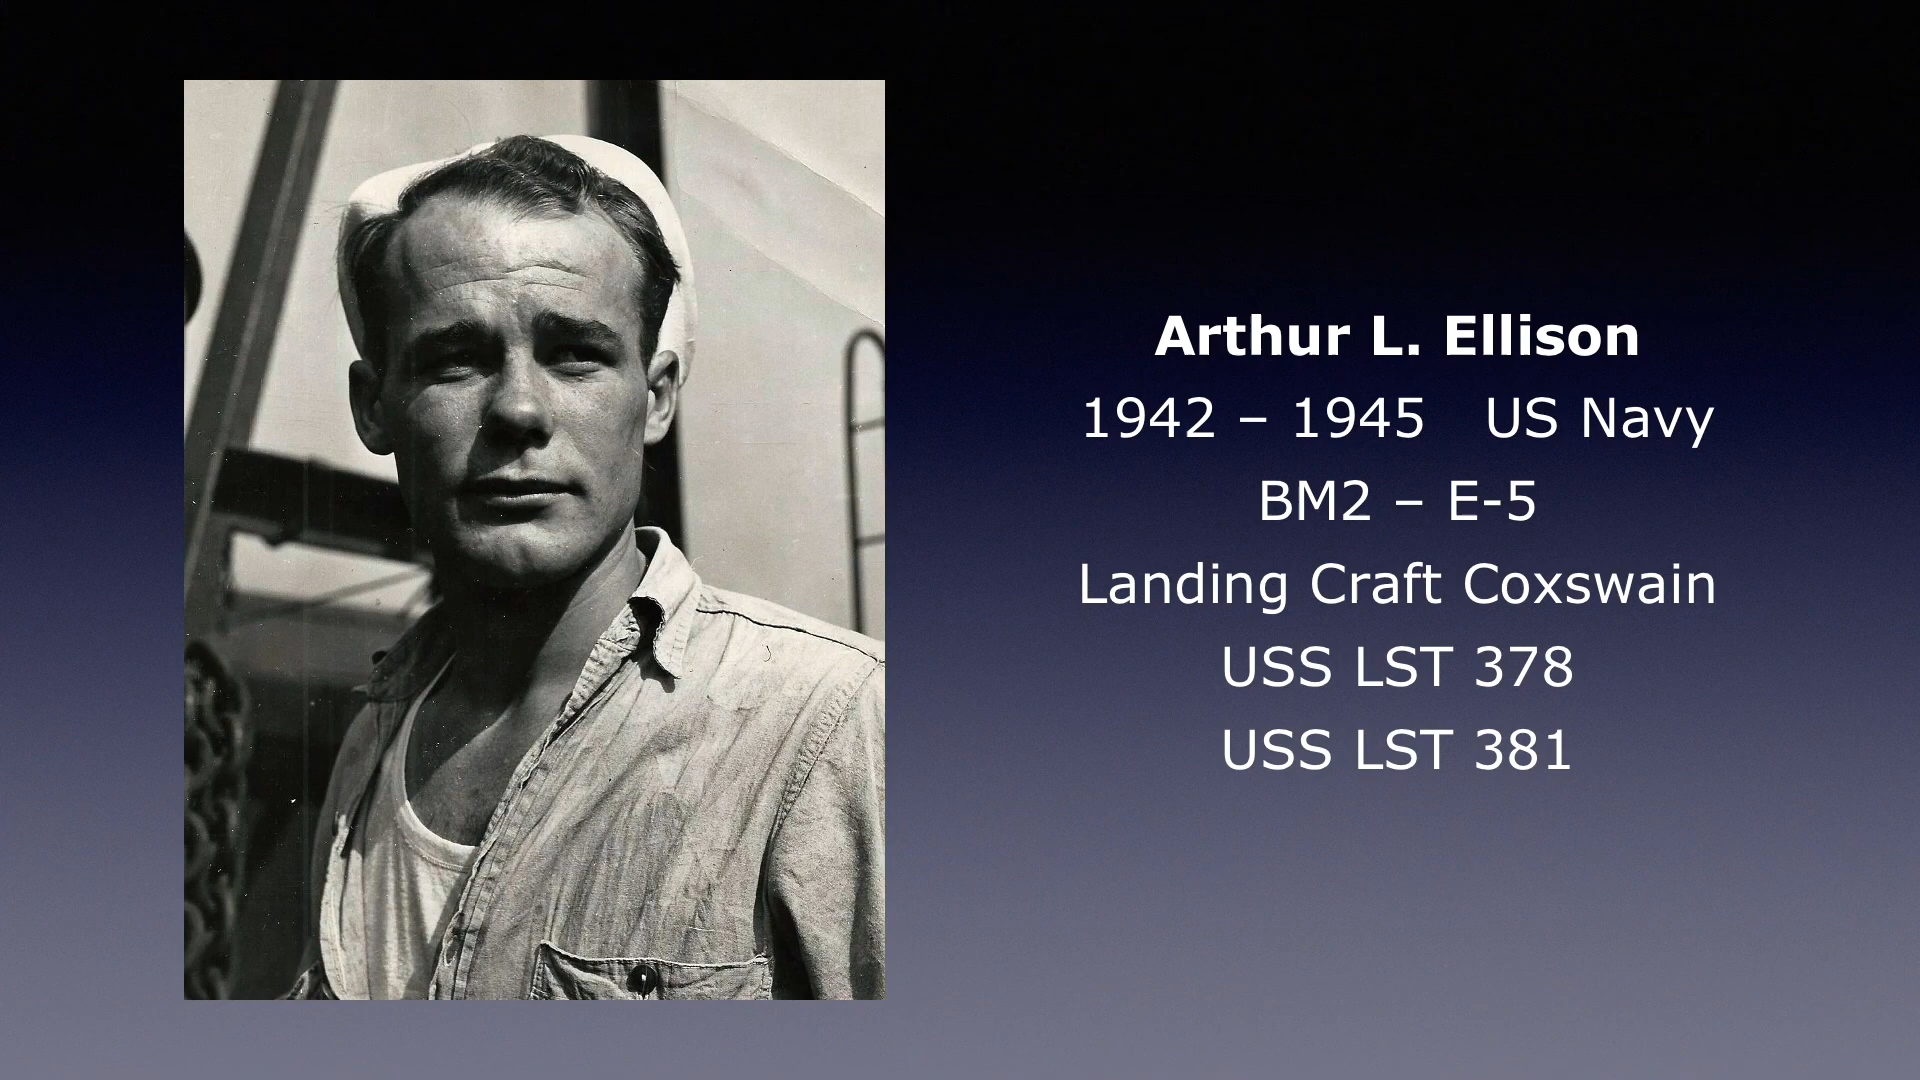 Arthur L. Ellison
1942 – 1945 US Navy
BM2 – E-5
Landing Craft Coxswain
USS LST 378
USS LST 381